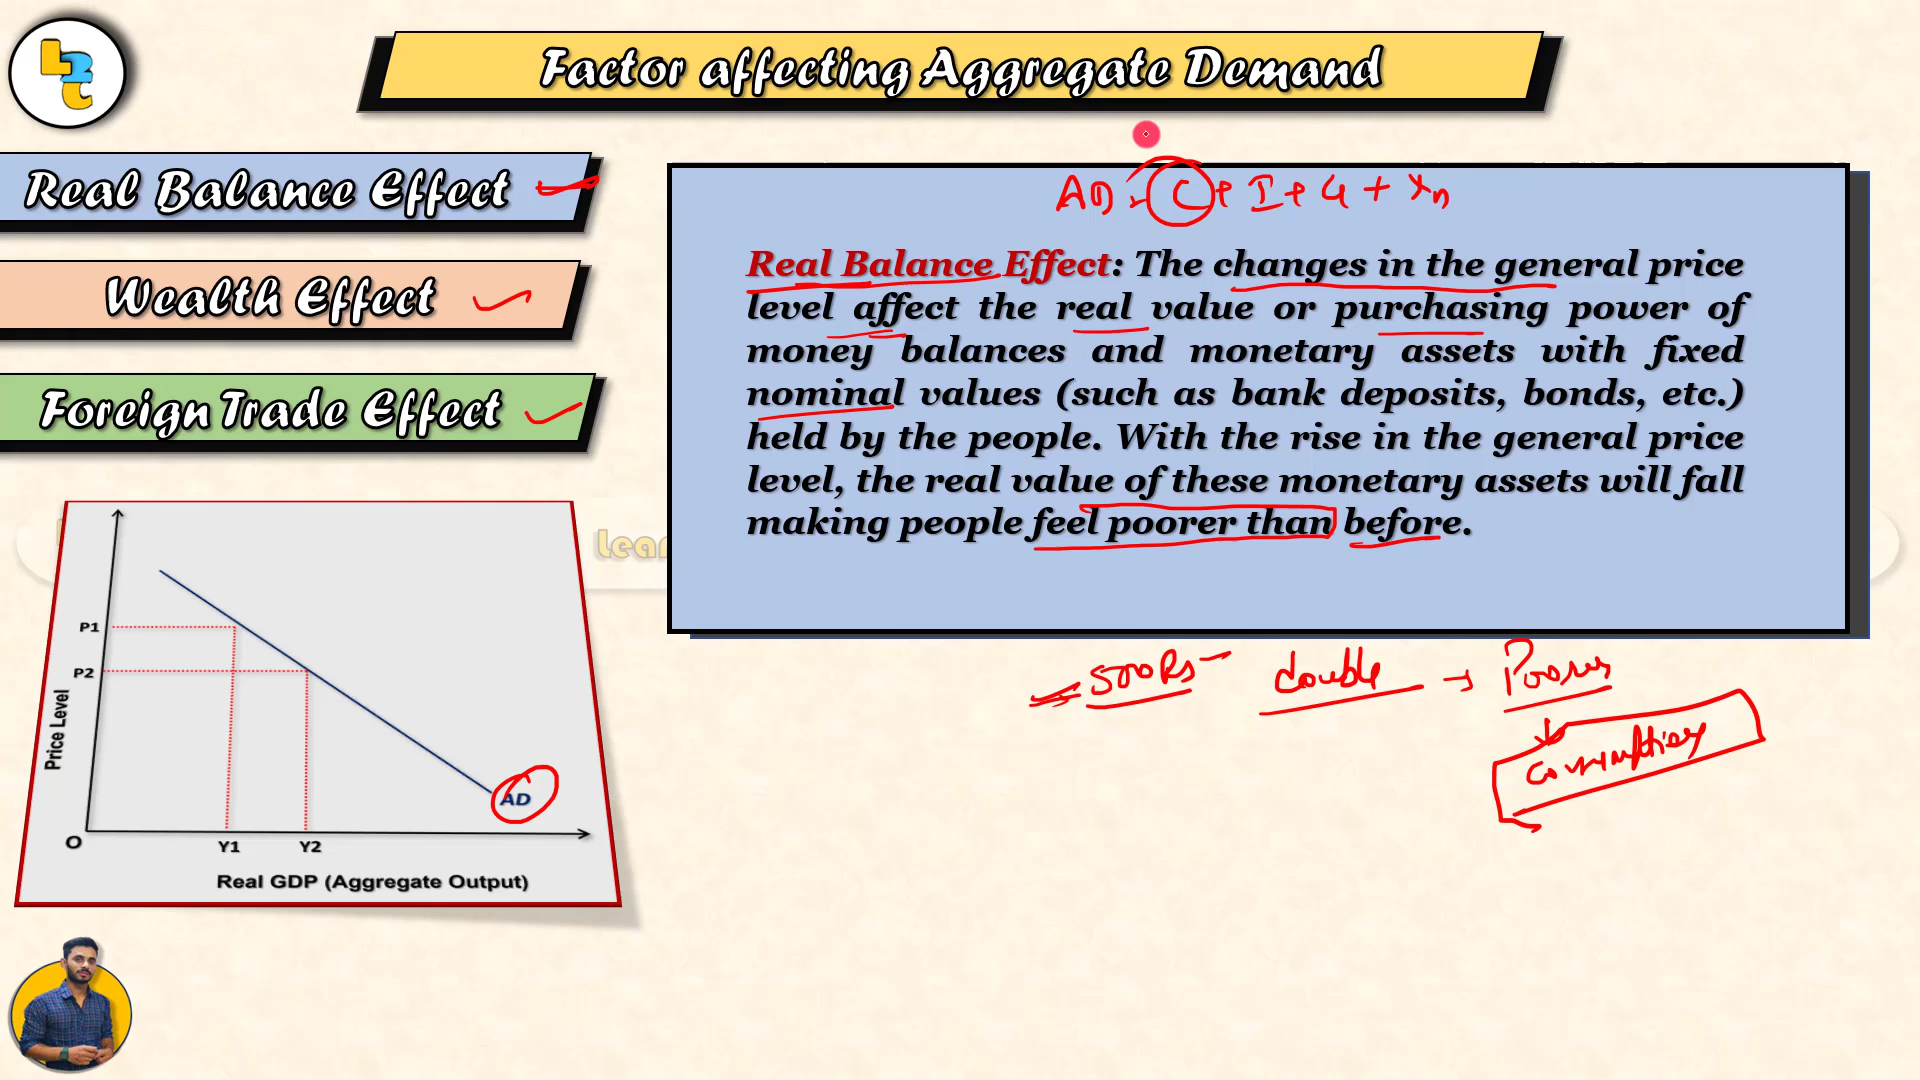 L2C
Factor affecting Aggregate Demand
Real Balance Effect
Wealth Effect
Foreign Trade Effect
AD = C + I + G + Xn
Real Balance Effect: The changes in the general price
level affect the real value or purchasing power of
money balances and monetary assets with fixed
nominal values (such as bank deposits, bonds, etc.)
held by the people. With the rise in the general price
level, the real value of these monetary assets will fall
making people feel poorer than before.
Lear
500Rs - double → Poorer
P1
P2
Price Level
AD
O
Y1 Y2
Real GDP (Aggregate Output)